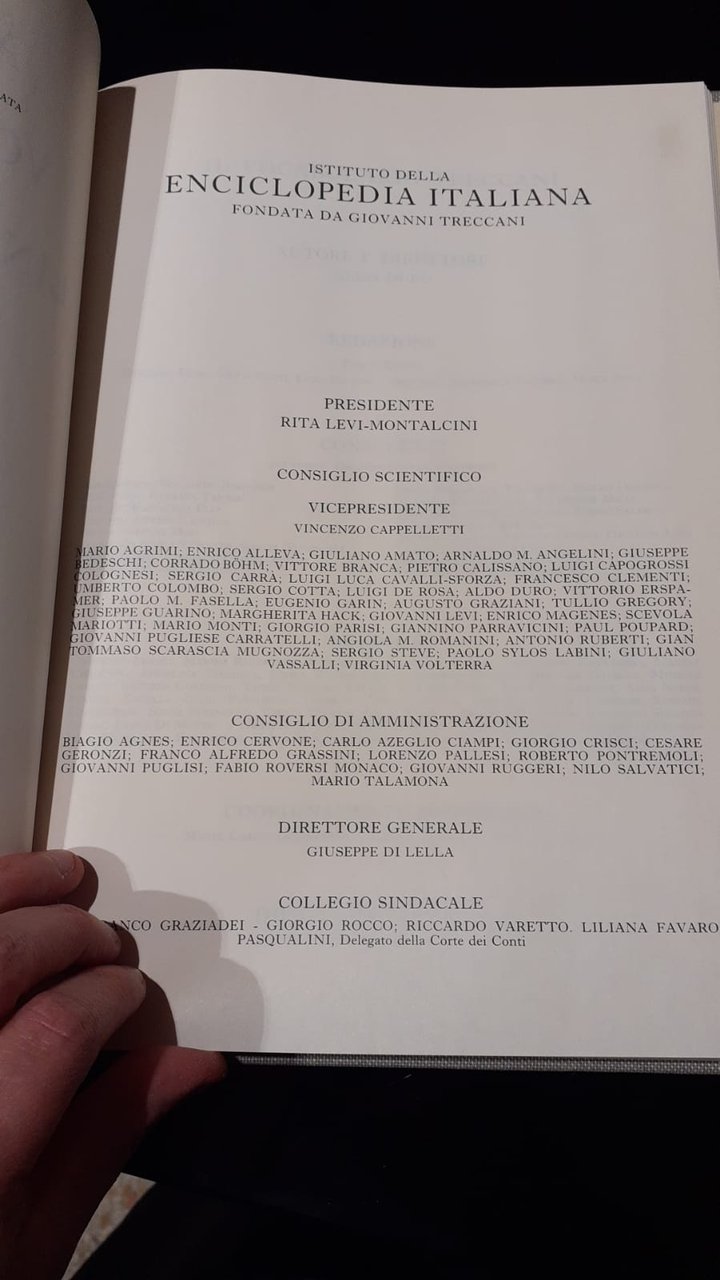 ATA
ISTITUTO DELLA
ENCICLOPEDIA ITALIANA
FONDATA DA GIOVANNI TRECCANI
PRESIDENTE
RITA LEVI-MONTALCINI
CONSIGLIO SCIENTIFICO
VICEPRESIDENTE
VINCENZO CAPPELLETTI
MARIO AGRIMI; ENRICO ALLEVA; GIULIANO AMATO; ARNALDO M. ANGELINI; GIUSEPPE
BEDESCHI; CORRADO BÖHM; VITTORE BRANCA; PIETRO CALISSANO; LUIGI CAPOGROSSI
COLOGNESI; SERGIO CARRA; LUIGI LUCA CAVALLI-SFORZA; FRANCESCO CLEMENTI;
UMBERTO COLOMBO; SERGIO COTTA; LUIGI DE ROSA; ALDO DURO; VITTORIO ERSPA-
MER; PAOLO M. FASELLA; EUGENIO GARIN; AUGUSTO GRAZIANI; TULLIO GREGORY;
GIUSEPPE GUARINO; MARGHERITA HACK; GIOVANNI LEVI; ENRICO MAGENES; SCEVOLA
MARIOTTI; MARIO MONTI; GIORGIO PARISI; GIANNINO PARRAVICINI; PAUL POUPARD;
GIOVANNI PUGLIESE CARRATELLI; ANGIOLA M. ROMANINI; ANTONIO RUBERTI; GIAN
TOMMASO SCARASCIA MUGNOZZA; SERGIO STEVE; PAOLO SYLOS LABINI; GIULIANO
VASSALLI; VIRGINIA VOLTERRA
CONSIGLIO DI AMMINISTRAZIONE
BIAGIO AGNES; ENRICO CERVONE; CARLO AZEGLIO CIAMPI; GIORGIO CRISCI; CESARE
GERONZI; FRANCO ALFREDO GRASSINI; LORENZO PALLESI; ROBERTO PONTREMOLI;
GIOVANNI PUGLISI; FABIO ROVERSI MONACO; GIOVANNI RUGGERI; NILO SALVATICI;
MARIO TALAMONA
DIRETTORE GENERALE
GIUSEPPE DI LELLA
COLLEGIO SINDACALE
ANCO GRAZIADEI - GIORGIO ROCCO; RICCARDO VARETTO. LILIANA FAVARO
PASQUALINI, Delegato della Corte dei Conti